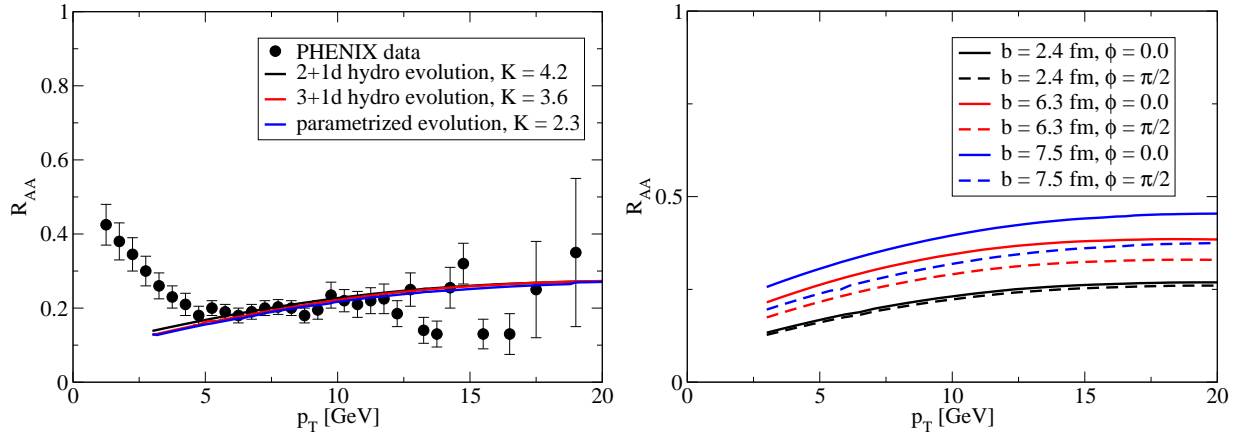 1
0.8
0.6
0.4
0.2
0
R_AA
PHENIX data
2+1d hydro evolution, K = 4.2
3+1d hydro evolution, K = 3.6
parametrized evolution, K = 2.3
0 5 10 15 20
p_T [GeV]
1
0.5
0
R_AA
b = 2.4 fm, ϕ = 0.0
b = 2.4 fm, ϕ = π/2
b = 6.3 fm, ϕ = 0.0
b = 6.3 fm, ϕ = π/2
b = 7.5 fm, ϕ = 0.0
b = 7.5 fm, ϕ = π/2
0 5 10 15 20
p_T [GeV]